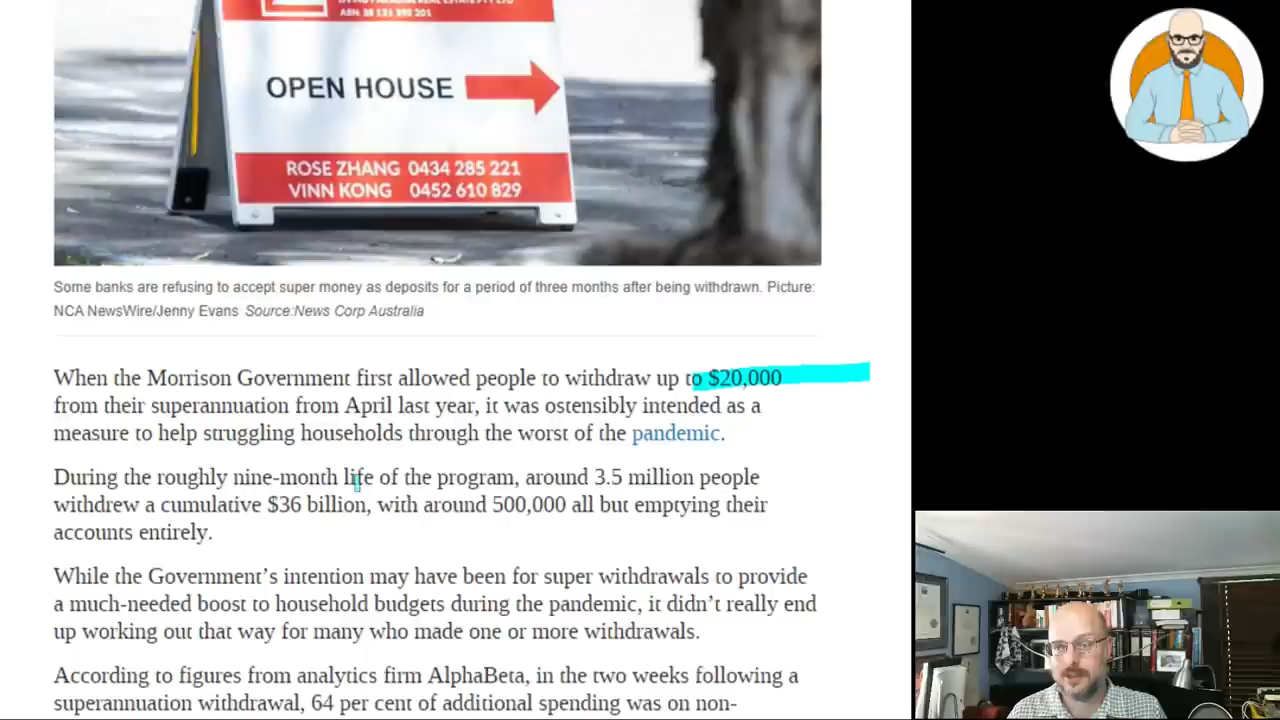 ABN: 38 121 392 201
OPEN HOUSE
ROSE ZHANG 0434 285 221
VINN KONG 0452 610 829
Some banks are refusing to accept super money as deposits for a period of three months after being withdrawn. Picture:
NCA NewsWire/Jenny Evans Source:News Corp Australia
When the Morrison Government first allowed people to withdraw up to $20,000
from their superannuation from April last year, it was ostensibly intended as a
measure to help struggling households through the worst of the pandemic.
During the roughly nine-month life of the program, around 3.5 million people
withdrew a cumulative $36 billion, with around 500,000 all but emptying their
accounts entirely.
While the Government’s intention may have been for super withdrawals to provide
a much-needed boost to household budgets during the pandemic, it didn’t really end
up working out that way for many who made one or more withdrawals.
According to figures from analytics firm AlphaBeta, in the two weeks following a
superannuation withdrawal, 64 per cent of additional spending was on non-